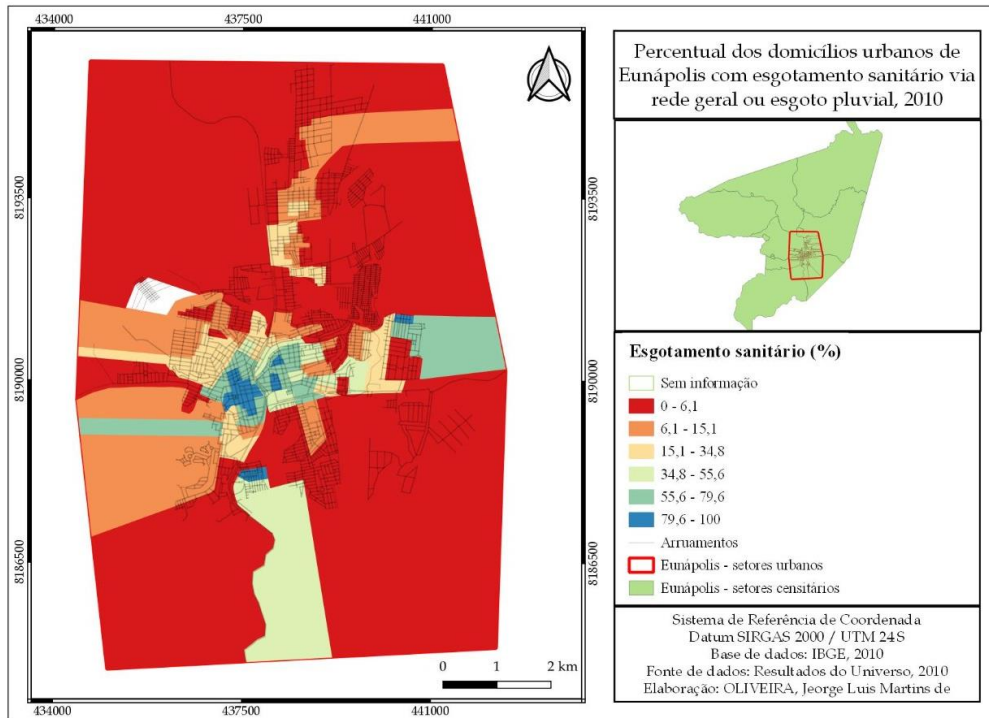 434000
437500
441000
8193500
8193500
8190000
8190000
8186500
8186500
0 1 2 km
434000
437500
441000
Percentual dos domicílios urbanos de
Eunápolis com esgotamento sanitário via
rede geral ou esgoto pluvial, 2010
Esgotamento sanitário (%)
Sem informação
0 - 6,1
6,1 - 15,1
15,1 - 34,8
34,8 - 55,6
55,6 - 79,6
79,6 - 100
Arruamentos
Eunápolis - setores urbanos
Eunápolis - setores censitários
Sistema de Referência de Coordenada
Datum SIRGAS 2000 / UTM 24S
Base de dados: IBGE, 2010
Fonte de dados: Resultados do Universo, 2010
Elaboração: OLIVEIRA, Jeorge Luis Martins de